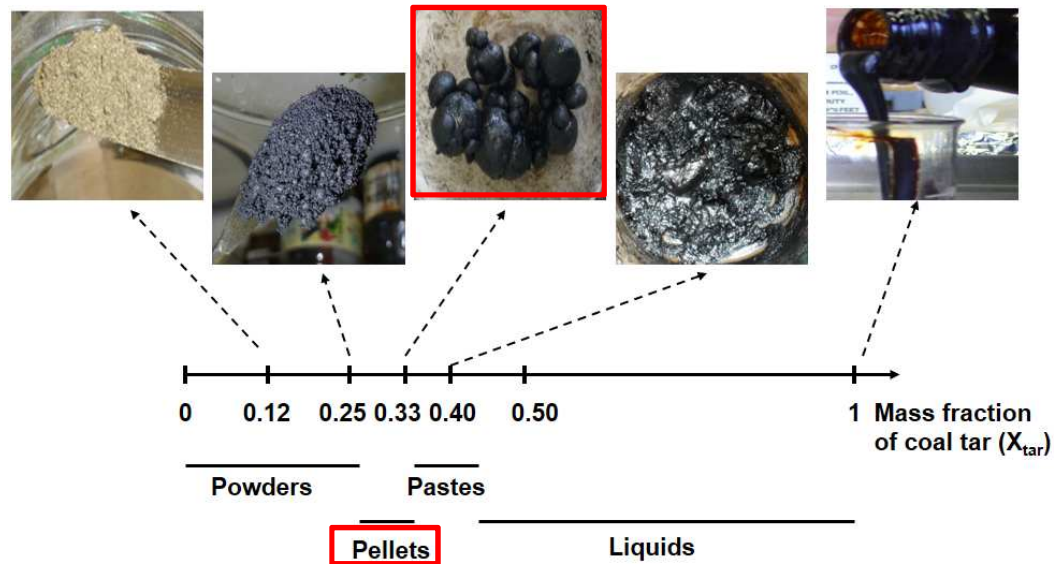 0
0.12
0.25
0.33
0.40
0.50
1
Mass fraction
of coal tar (X_tar)
Powders
Pastes
Pellets
Liquids